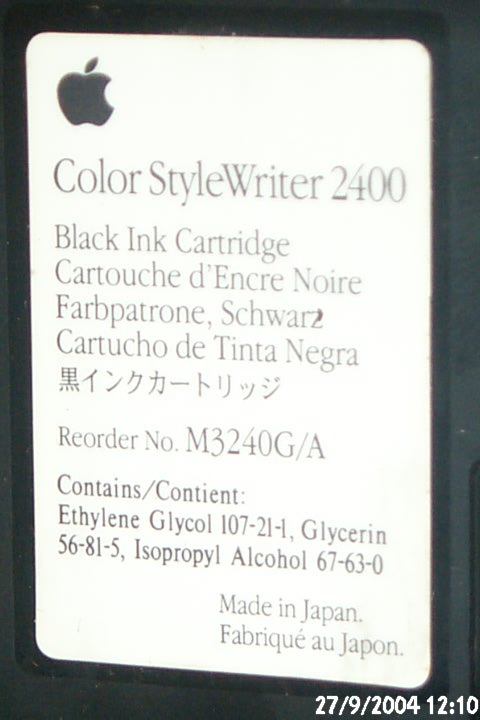 Color StyleWriter 2400
Black Ink Cartridge
Cartouche d'Encre Noire
Farbpatrone, Schwarz
Cartucho de Tinta Negra
黒インクカートリッジ
Reorder No. M3240G/A
Contains/Contient:
Ethylene Glycol 107-21-1, Glycerin
56-81-5, Isopropyl Alcohol 67-63-0
Made in Japan.
Fabriqué au Japon.
27/9/2004 12:10